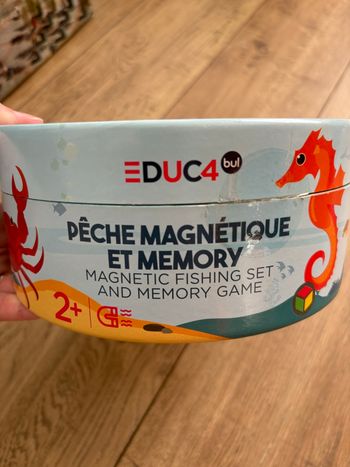 EDUC4
bul
PÊCHE MAGNÉTIQUE
ET MEMORY
MAGNETIC FISHING SET
AND MEMORY GAME
2+